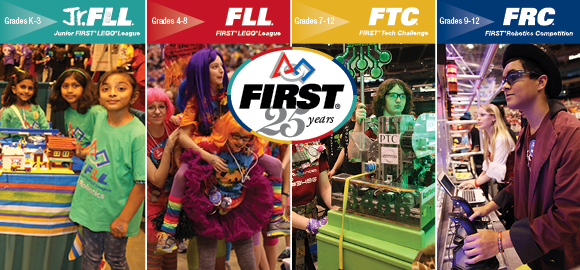 Grades K-3
Jr.FLL®
Junior FIRST® LEGO® League
Grades 4-8
FLL®
FIRST® LEGO® League
Grades 7-12
FTC®
FIRST® Tech Challenge
Grades 9-12
FRC®
FIRST® Robotics Competition
FIRST®
25
years
FLL
PTC